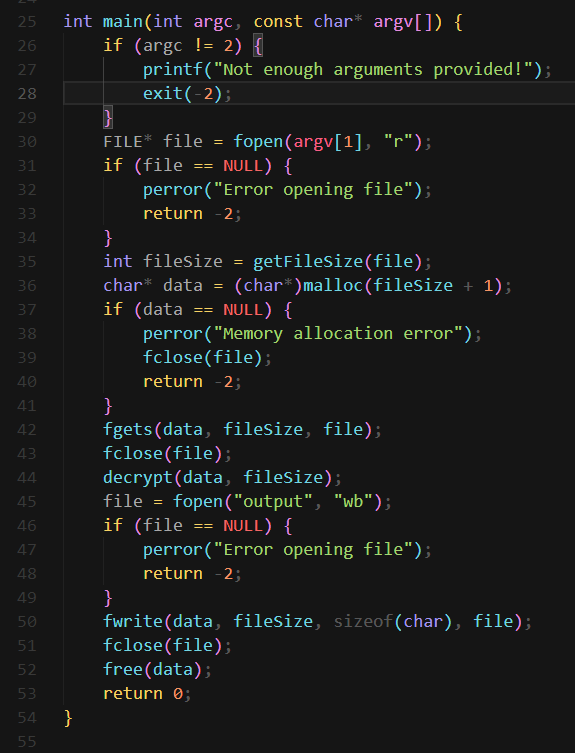 25 int main(int argc, const char* argv[]) {
26 if (argc != 2) {
27 printf("Not enough arguments provided!");
28 exit(-2);
29 }
30 FILE* file = fopen(argv[1], "r");
31 if (file == NULL) {
32 perror("Error opening file");
33 return -2;
34 }
35 int fileSize = getFileSize(file);
36 char* data = (char*)malloc(fileSize + 1);
37 if (data == NULL) {
38 perror("Memory allocation error");
39 fclose(file);
40 return -2;
41 }
42 fgets(data, fileSize, file);
43 fclose(file);
44 decrypt(data, fileSize);
45 file = fopen("output", "wb");
46 if (file == NULL) {
47 perror("Error opening file");
48 return -2;
49 }
50 fwrite(data, fileSize, sizeof(char), file);
51 fclose(file);
52 free(data);
53 return 0;
54 }
55